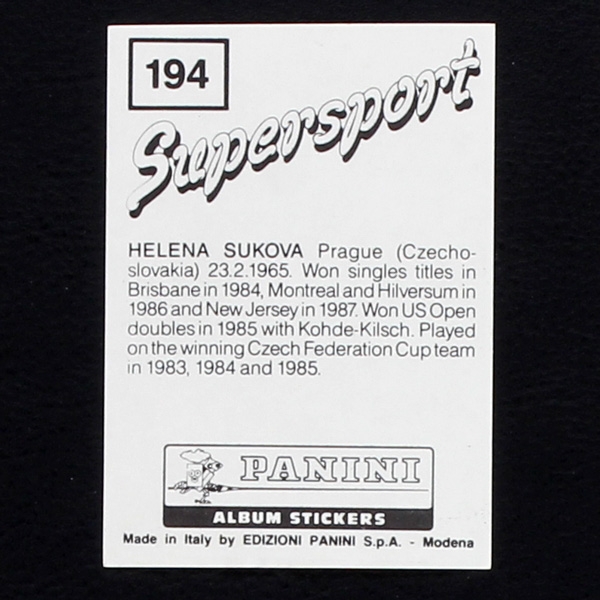 194
Supersport
HELENA SUKOVA Prague (Czecho-
slovakia) 23.2.1965. Won singles titles in
Brisbane in 1984, Montreal and Hilversum in
1986 and New Jersey in 1987. Won US Open
doubles in 1985 with Kohde-Kilsch. Played
on the winning Czech Federation Cup team
in 1983, 1984 and 1985.
PANINI
ALBUM STICKERS
Made in Italy by EDIZIONI PANINI S.p.A. - Modena